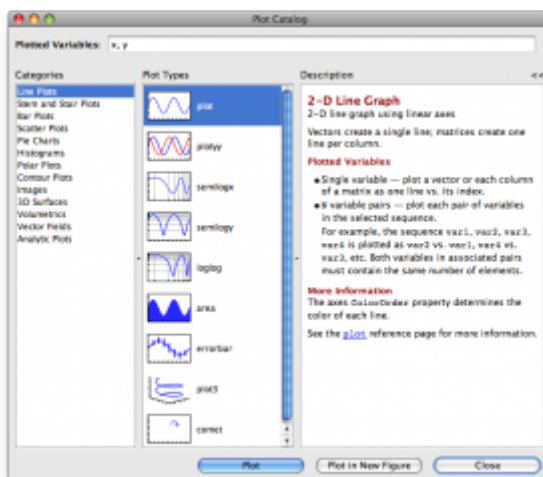 Plot Catalog
Plotted Variables: x, y
Categories
Line Plots
Stem and Stair Plots
Bar Plots
Scatter Plots
Pie Charts
Histograms
Polar Plots
Contour Plots
Images
3D Surfaces
Volumetrics
Vector Fields
Analytic Plots
Plot Types
plot
plotyy
semilogx
semilogy
loglog
area
errorbar
plot3
comet
Description <<
2-D Line Graph
2-D line graph using linear axes
Vectors create a single line; matrices create one
line per column.
Plotted Variables
• Single variable — plot a vector or each column
of a matrix as one line vs. its index.
• variable pairs — plot each pair of variables
in the selected sequence.
For example, the sequence var1, var2, var3,
var4 is plotted as var2 vs. var1, var4 vs.
var3, etc. Both variables in associated pairs
must contain the same number of elements.
More Information
The axes ColorOrder property determines the
color of each line.
See the plot reference page for more information.
Plot
Plot in New Figure
Close